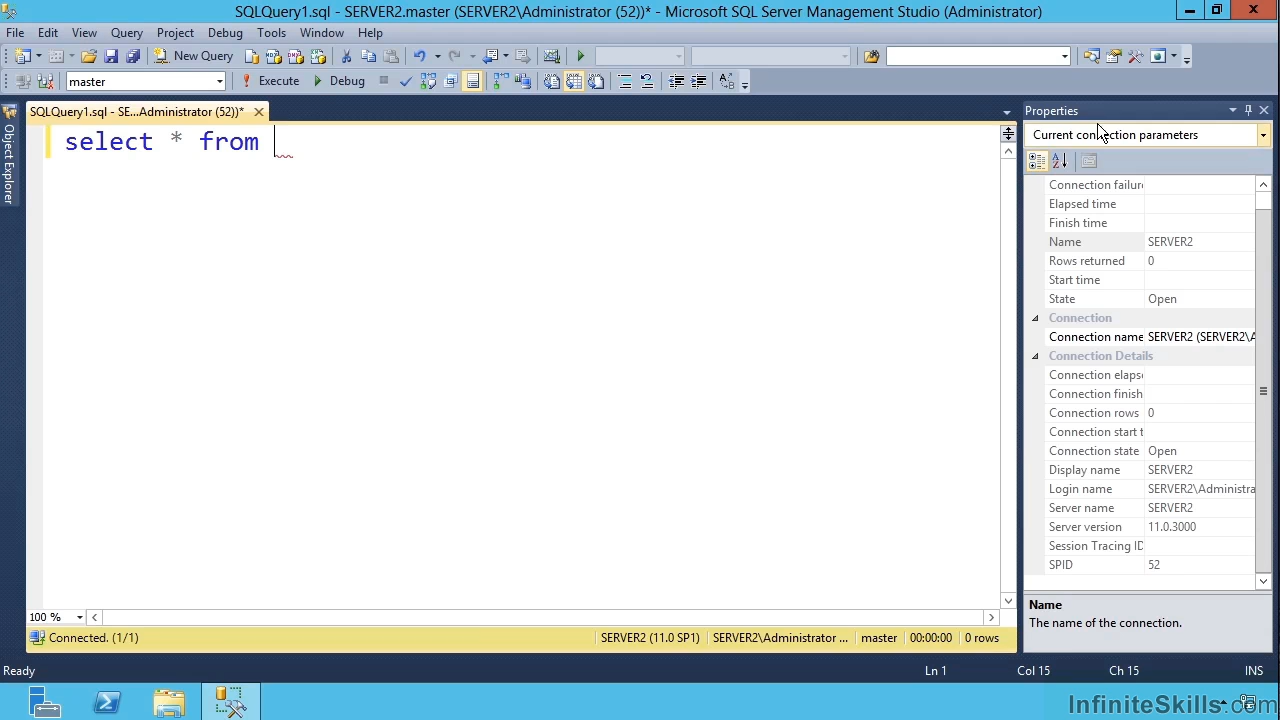 SQLQuery1.sql - SERVER2.master (SERVER2\Administrator (52))* - Microsoft SQL Server Management Studio (Administrator)
File Edit View Query Project Debug Tools Window Help
New Query
master Execute Debug
SQLQuery1.sql - SE...Administrator (52))*
Object Explorer
select * from
Properties
Current connection parameters
Connection failur
Elapsed time
Finish time
Name SERVER2
Rows returned 0
Start time
State Open
Connection
Connection name SERVER2 (SERVER2\A
Connection Details
Connection elaps
Connection finish
Connection rows 0
Connection start t
Connection state Open
Display name SERVER2
Login name SERVER2\Administra
Server name SERVER2
Server version 11.0.3000
Session Tracing ID
SPID 52
Name
The name of the connection.
100 %
Connected. (1/1) SERVER2 (11.0 SP1) SERVER2\Administrator ... master 00:00:00 0 rows
Ready Ln 1 Col 15 Ch 15 INS
InfiniteSkills.com